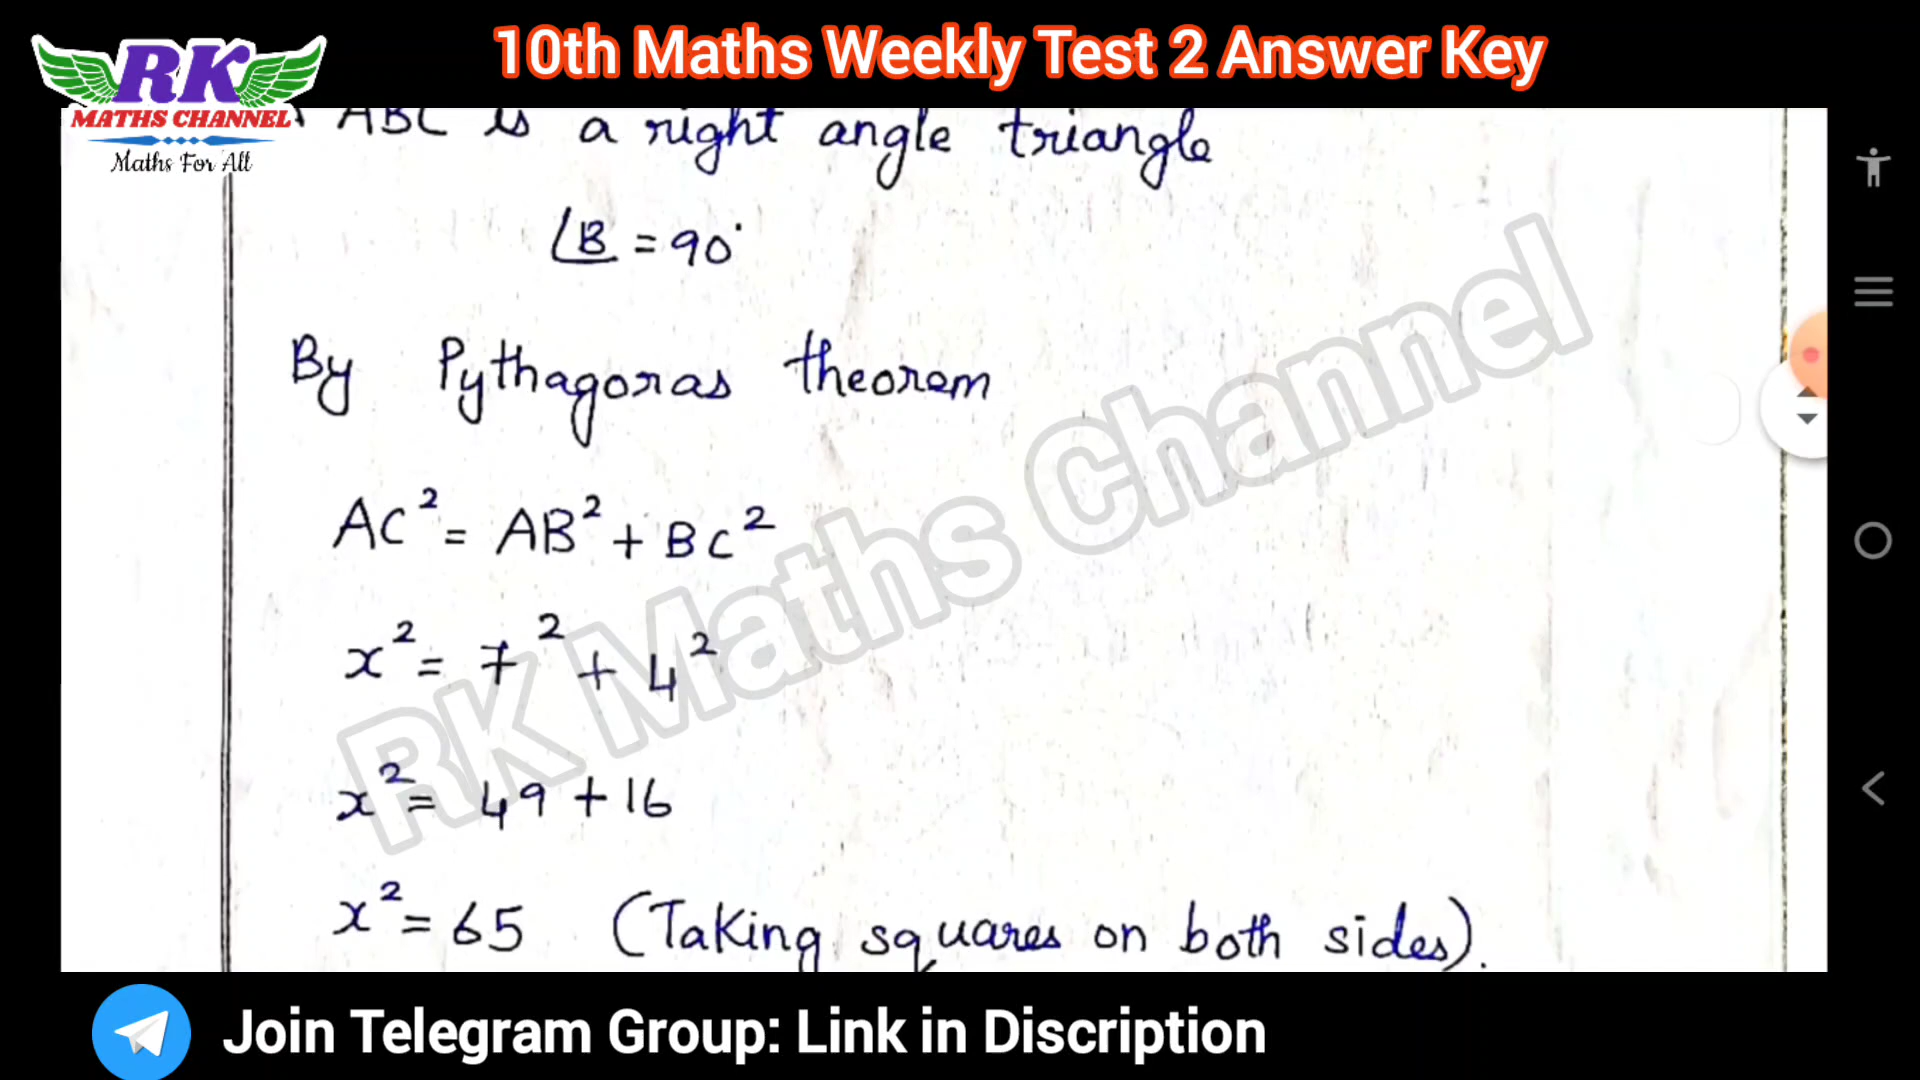 10th Maths Weekly Test 2 Answer Key
RK
MATHS CHANNEL
Maths For All
ABC is a right angle triangle
∠B = 90°
By Pythagoras theorem
AC² = AB² + BC²
x² = 7² + 4²
x² = 49 + 16
x² = 65 (Taking squares on both sides).
RK Maths Channel
Join Telegram Group: Link in Discription